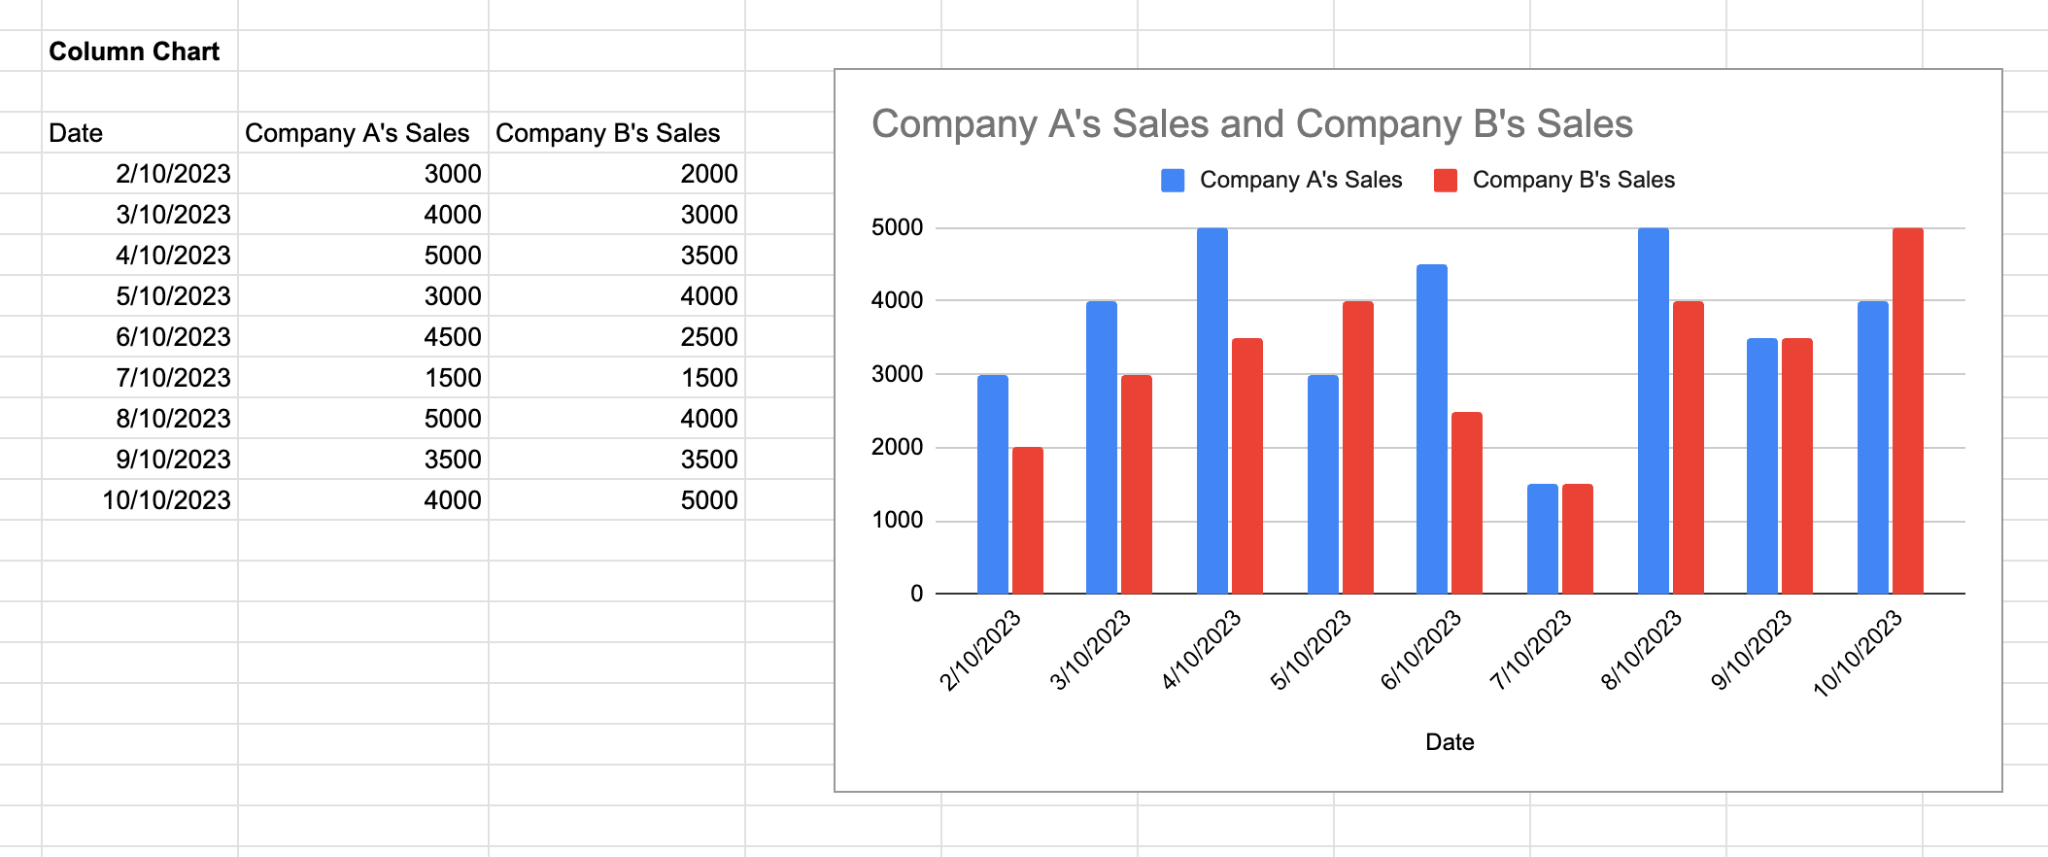 Column Chart
Date Company A's Sales Company B's Sales
2/10/2023 3000 2000
3/10/2023 4000 3000
4/10/2023 5000 3500
5/10/2023 3000 4000
6/10/2023 4500 2500
7/10/2023 1500 1500
8/10/2023 5000 4000
9/10/2023 3500 3500
10/10/2023 4000 5000
Company A's Sales and Company B's Sales
Company A's Sales Company B's Sales
5000
4000
3000
2000
1000
0
2/10/2023 3/10/2023 4/10/2023 5/10/2023 6/10/2023 7/10/2023 8/10/2023 9/10/2023 10/10/2023
Date